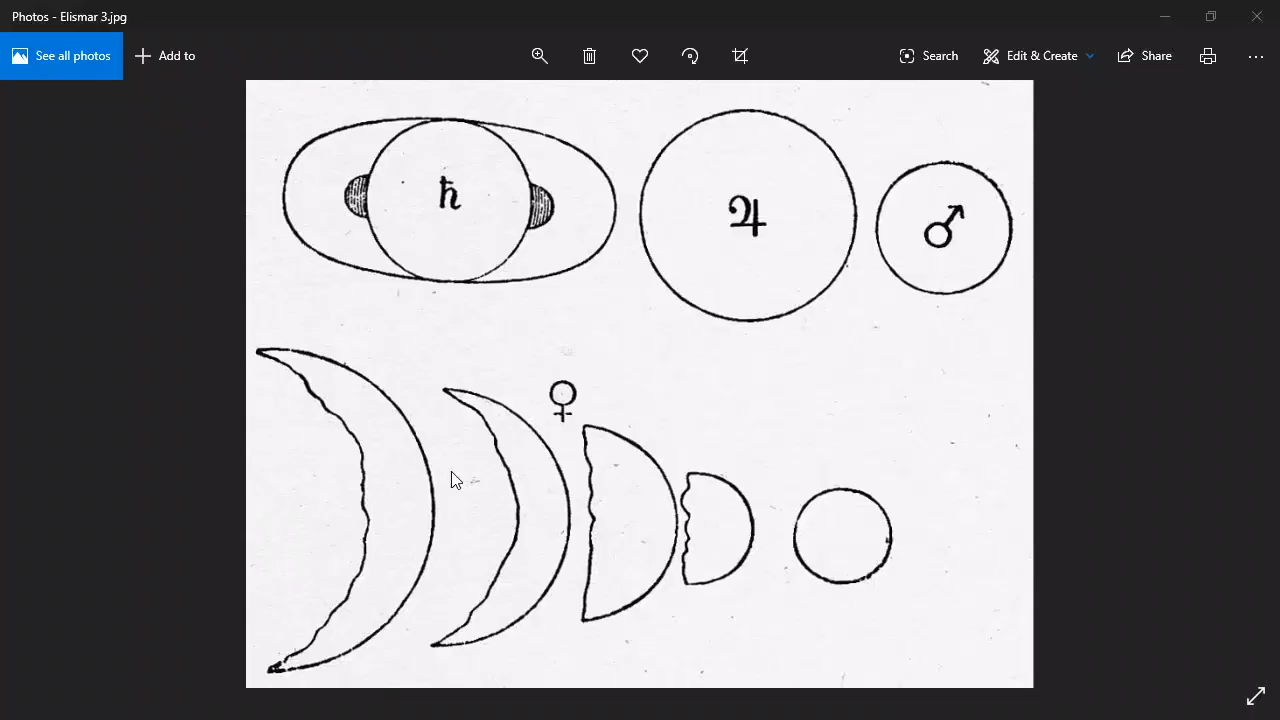 Photos - Elismar 3.jpg
See all photos
Add to
Search
Edit & Create
Share
♄
♃
♂
♀